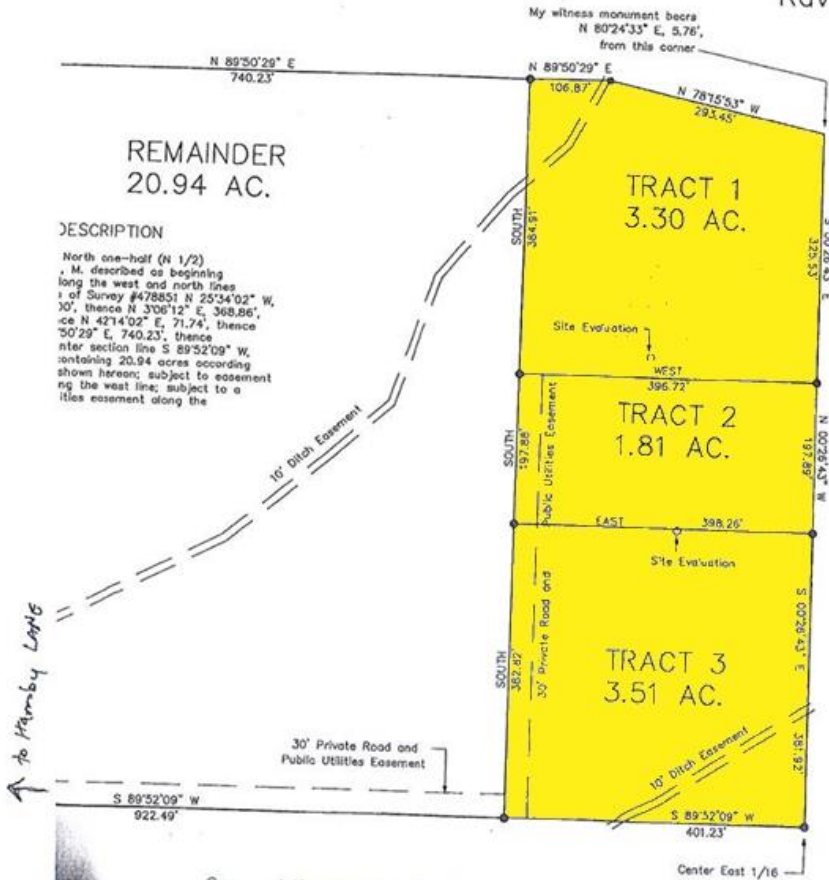 My witness monument bears
N 80°24'33" E, 5.76',
from this corner
N 89°50'29" E
740.23'
N 89°50'29" E
106.87'
N 78°15'53" W
293.45'
REMAINDER
20.94 AC.
TRACT 1
3.30 AC.
SOUTH
384.91'
S 00°26'43" E
325.53'
DESCRIPTION
North one-half (N 1/2)
, M. described as beginning
long the west and north lines
of Survey #478851 N 25°34'02" W,
00', thence N 3°06'12" E, 368.86',
ce N 42°14'02" E, 71.74', thence
°50'29" E, 740.23', thence
nter section line S 89°52'09" W,
containing 20.94 acres according
shown hereon; subject to easement
ng the west line; subject to a
ilities easement along the
Site Evaluation
WEST
396.72'
TRACT 2
1.81 AC.
SOUTH
197.88'
Public Utilities Easement
N 00°26'43" W
197.89'
10' Ditch Easement
EAST 398.26'
Site Evaluation
30' Private Road and
SOUTH
382.82'
TRACT 3
3.51 AC.
S 00°26'43" E
381.92'
to Hamby LANE
30' Private Road and
Public Utilities Easement
10' Ditch Easement
S 89°52'09" W
922.49'
S 89°52'09" W
401.23'
Center East 1/16